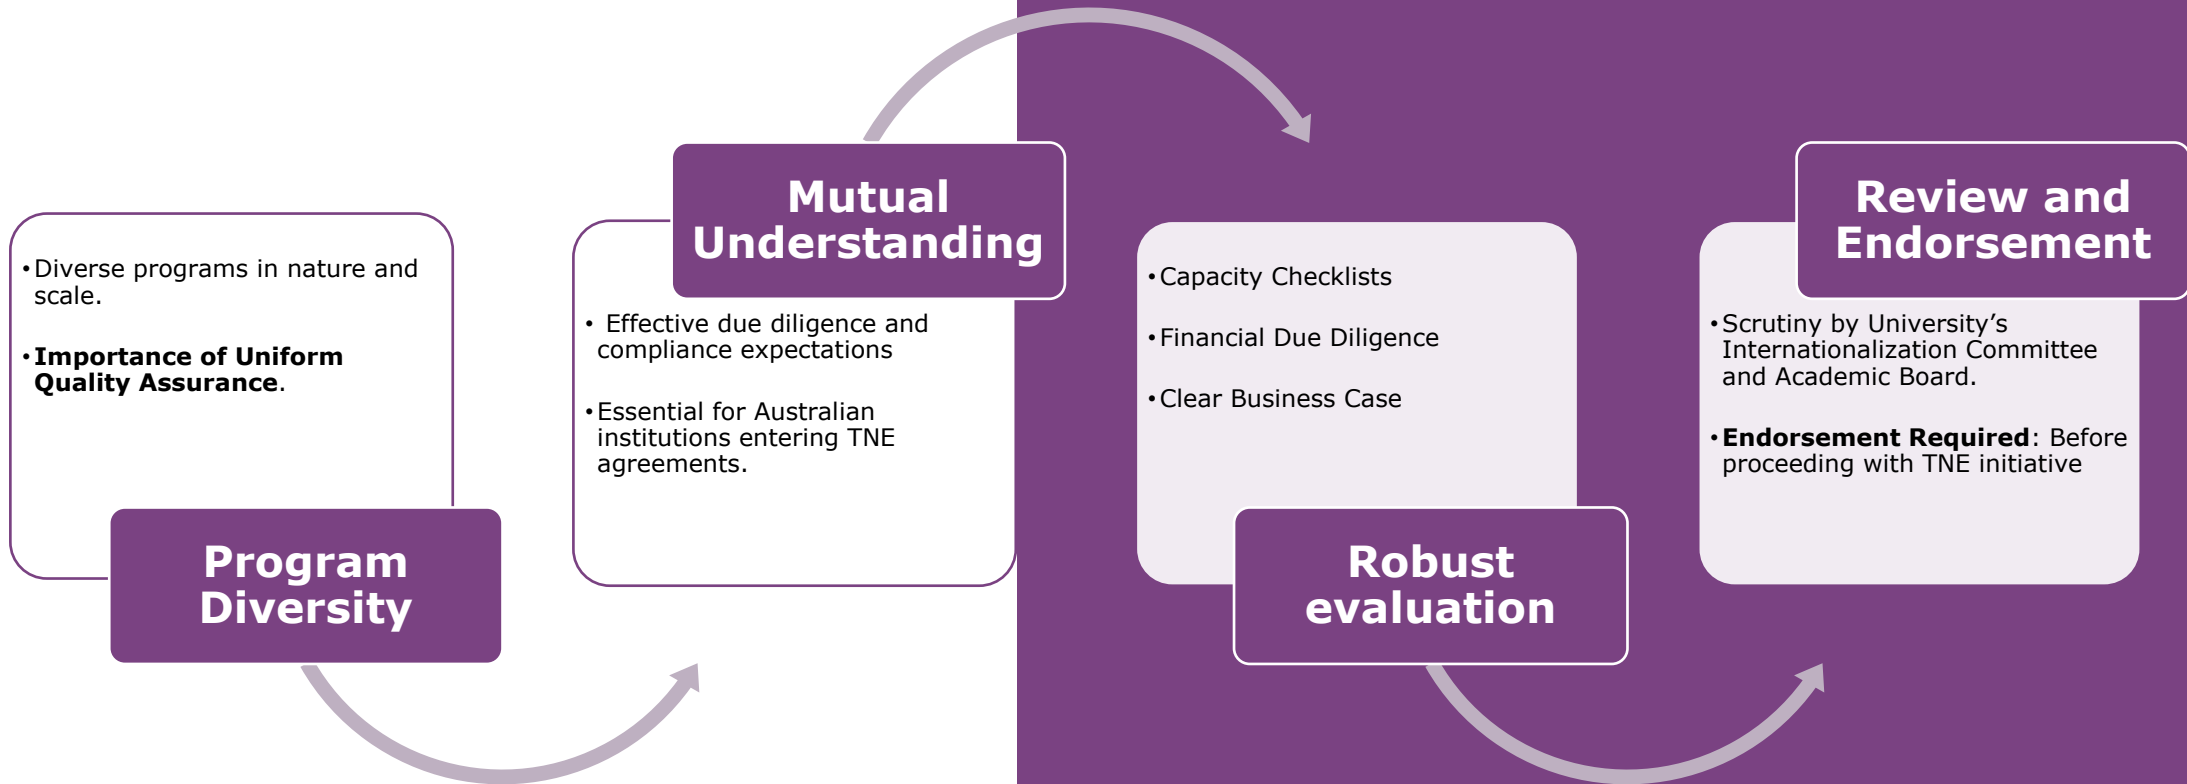 •Diverse programs in nature and
scale.
•Importance of Uniform
Quality Assurance.
Program
Diversity
Mutual
Understanding
• Effective due diligence and
compliance expectations
•Essential for Australian
institutions entering TNE
agreements.
•Capacity Checklists
•Financial Due Diligence
•Clear Business Case
Robust
evaluation
Review and
Endorsement
•Scrutiny by University’s
Internationalization Committee
and Academic Board.
•Endorsement Required: Before
proceeding with TNE initiative